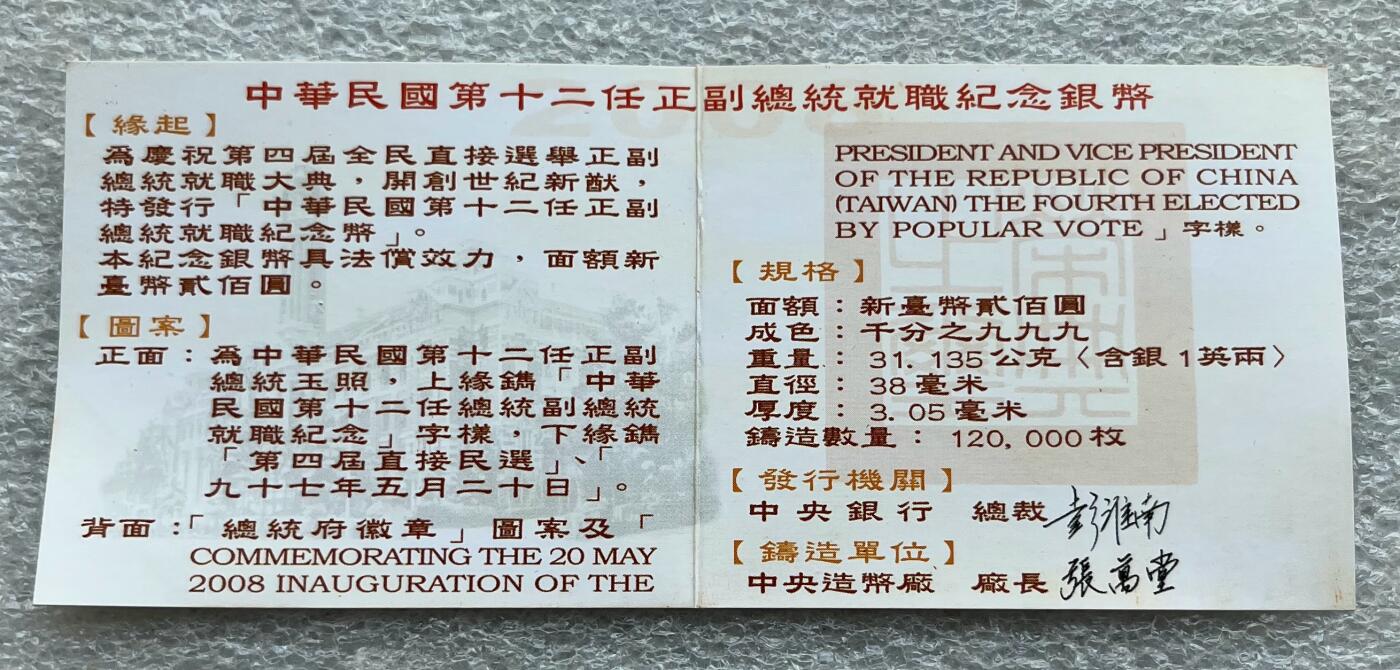 中華民國第十二任正副總統就職紀念銀幣
【緣起】
為慶祝第四屆全民直接選舉正副
總統就職大典，開創世紀新猷，
特發行「中華民國第十二任正副
總統就職紀念幣」。
本紀念銀幣具法償效力，面額新
臺幣貳佰圓。
【圖案】
正面：為中華民國第十二任正副
總統玉照，上緣鐫「中華
民國第十二任總統副總統
就職紀念」字樣，下緣鐫
「第四屆直接民選」、「
九十七年五月二十日」。
背面：「總統府徽章」圖案及「
COMMEMORATING THE 20 MAY
2008 INAUGURATION OF THE
PRESIDENT AND VICE PRESIDENT
OF THE REPUBLIC OF CHINA
(TAIWAN) THE FOURTH ELECTED
BY POPULAR VOTE」字樣。
【規格】
面額：新臺幣貳佰圓
成色：千分之九九九
重量：31.135公克〈含銀1英兩〉
直徑：38毫米
厚度：3.05毫米
鑄造數量：120,000枚
【發行機關】
中央銀行 總裁 彭淮南
【鑄造單位】
中央造幣廠 廠長 張萬堂